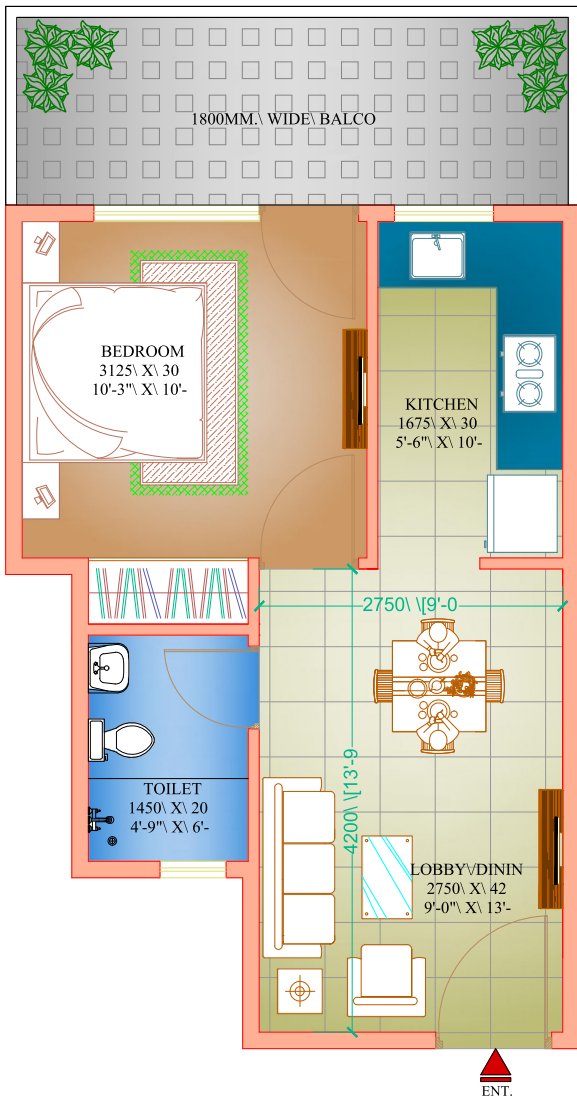 1800MM.\ WIDE\ BALCO
BEDROOM
3125\ X\ 30
10'-3"\ X\ 10'-
KITCHEN
1675\ X\ 30
5'-6"\ X\ 10'-
2750\ \[9'-0
4200\ \[13'-9
TOILET
1450\ X\ 20
4'-9"\ X\ 6'-
LOBBY\/DININ
2750\ X\ 42
9'-0"\ X\ 13'-
ENT.